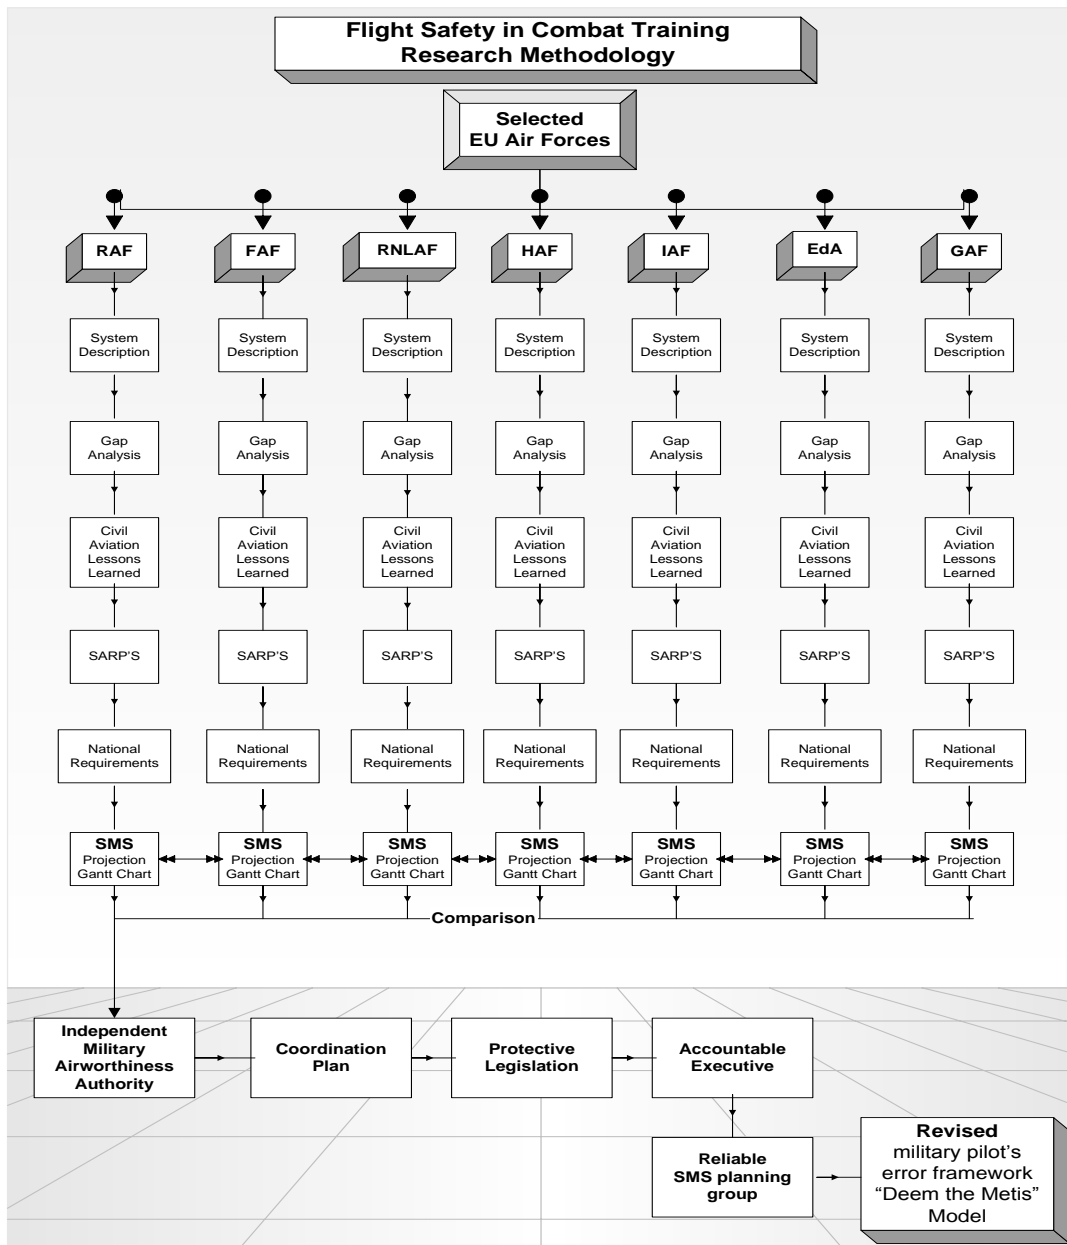 Flight Safety in Combat Training
Research Methodology
Selected
EU Air Forces
RAF
FAF
RNLAF
HAF
IAF
EdA
GAF
System
Description
System
Description
System
Description
System
Description
System
Description
System
Description
System
Description
Gap
Analysis
Gap
Analysis
Gap
Analysis
Gap
Analysis
Gap
Analysis
Gap
Analysis
Gap
Analysis
Civil
Aviation
Lessons
Learned
Civil
Aviation
Lessons
Learned
Civil
Aviation
Lessons
Learned
Civil
Aviation
Lessons
Learned
Civil
Aviation
Lessons
Learned
Civil
Aviation
Lessons
Learned
Civil
Aviation
Lessons
Learned
SARP’S
SARP’S
SARP’S
SARP’S
SARP’S
SARP’S
SARP’S
National
Requirements
National
Requirements
National
Requirements
National
Requirements
National
Requirements
National
Requirements
National
Requirements
SMS
Projection
Gantt Chart
SMS
Projection
Gantt Chart
SMS
Projection
Gantt Chart
SMS
Projection
Gantt Chart
SMS
Projection
Gantt Chart
SMS
Projection
Gantt Chart
SMS
Projection
Gantt Chart
Comparison
Independent
Military
Airworthiness
Authority
Coordination
Plan
Protective
Legislation
Accountable
Executive
Reliable
SMS planning
group
Revised
military pilot’s
error framework
“Deem the Metis”
Model